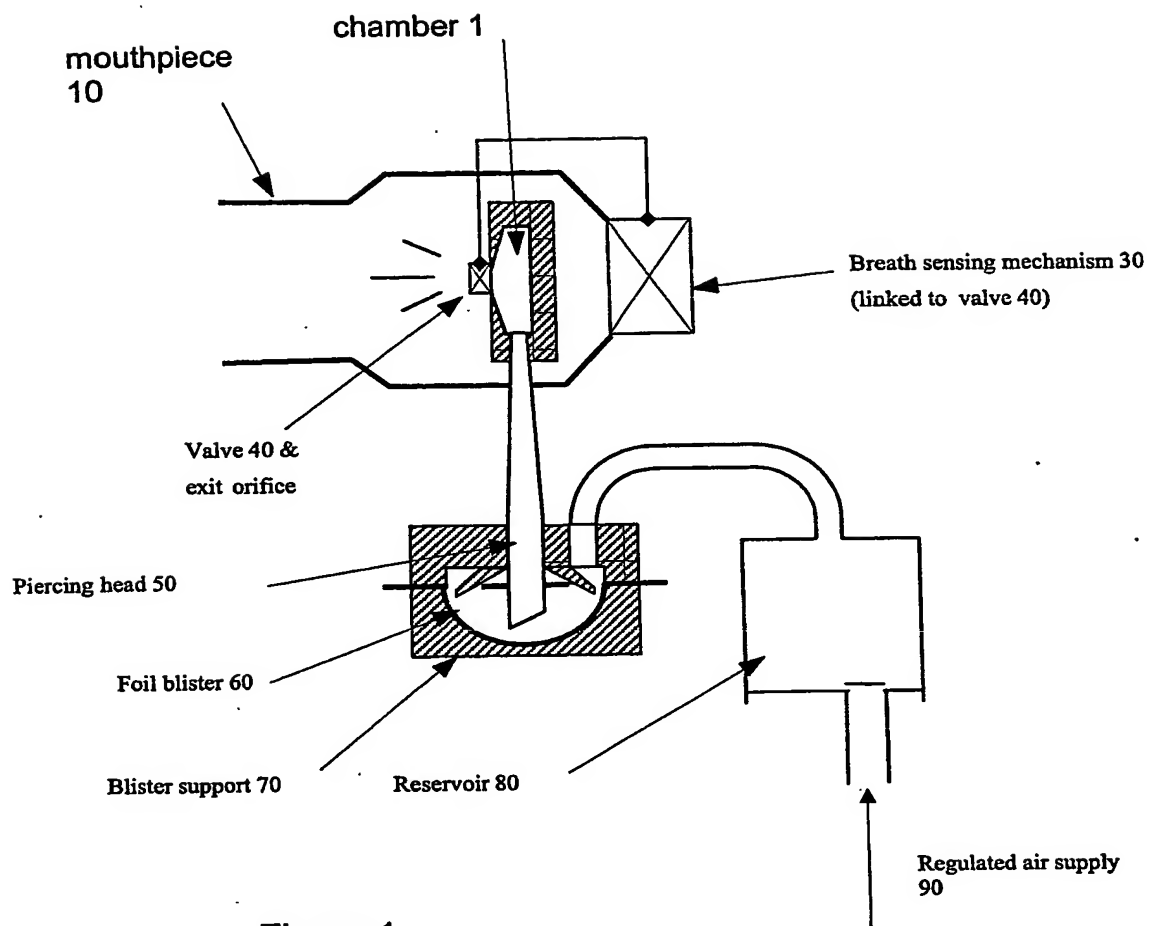 chamber 1
mouthpiece
10
Breath sensing mechanism 30
(linked to valve 40)
Valve 40 &
exit orifice
Piercing head 50
Foil blister 60
Blister support 70
Reservoir 80
Regulated air supply
90